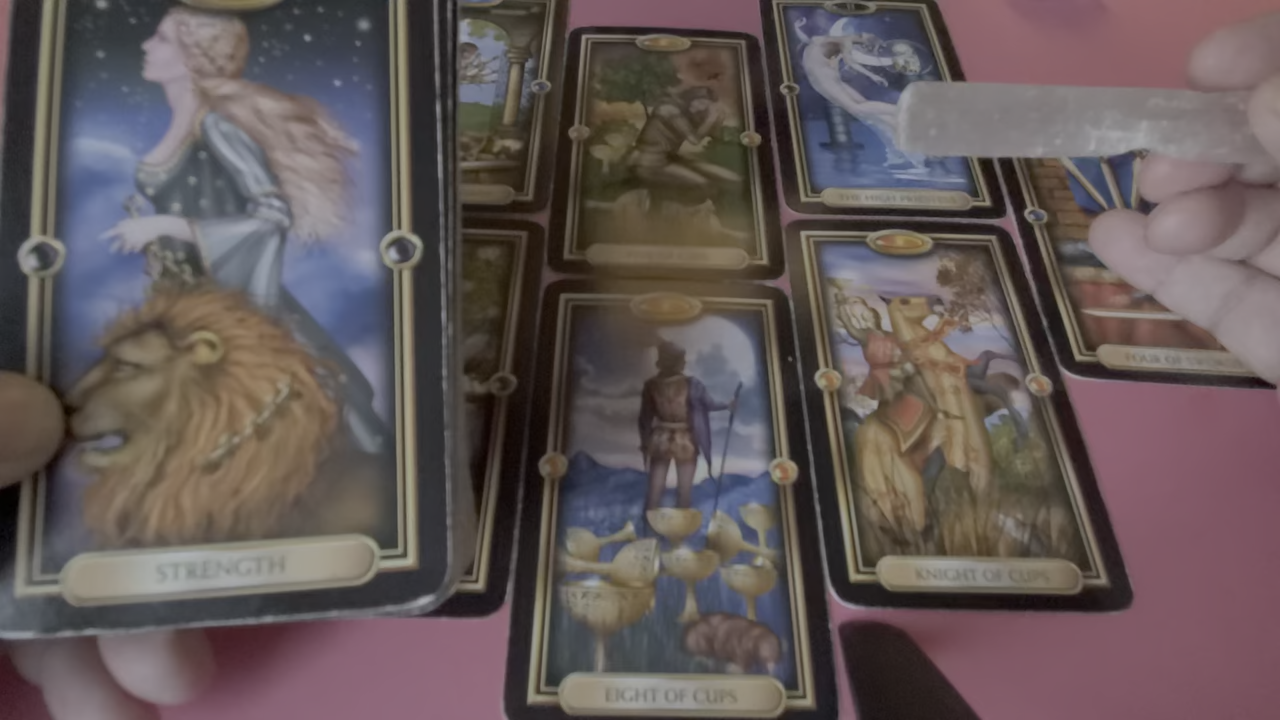 THE HIGH PRIESTESS
FOUR OF SWORDS
STRENGTH
KNIGHT OF CUPS
EIGHT OF CUPS